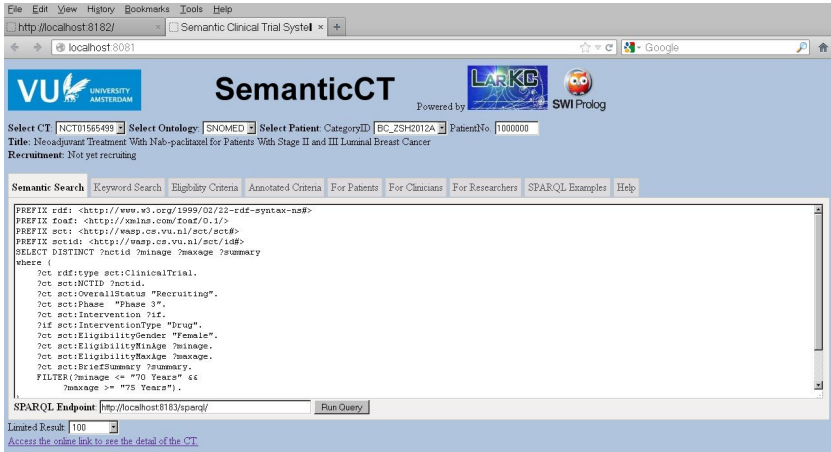 File Edit View History Bookmarks Tools Help
http://localhost:8182/ × Semantic Clinical Trial System × +
localhost:8081 Google
VU UNIVERSITY AMSTERDAM SemanticCT Powered by LarKC SWI Prolog
Select CT: NCT01565499 Select Ontology: SNOMED Select Patient: CategoryID BC_ZSH2012A PatientNo. 1000000
Title: Neoadjuvant Treatment With Nab-paclitaxel for Patients With Stage II and III Luminal Breast Cancer
Recruitment: Not yet recruiting
Semantic Search Keyword Search Eligibility Criteria Annotated Criteria For Patients For Clinicians For Researchers SPARQL Examples Help
PREFIX rdf: <http://www.w3.org/1999/02/22-rdf-syntax-ns#>
PREFIX foaf: <http://xmlns.com/foaf/0.1/>
PREFIX sct: <http://wasp.cs.vu.nl/sct/sct#>
PREFIX sctid: <http://wasp.cs.vu.nl/sct/id#>
SELECT DISTINCT ?nctid ?minage ?maxage ?summary
where {
?ct rdf:type sct:ClinicalTrial.
?ct sct:NCTID ?nctid.
?ct sct:OverallStatus "Recruiting".
?ct sct:Phase "Phase 3".
?ct sct:Intervention ?if.
?if sct:InterventionType "Drug".
?ct sct:EligibilityGender "Female".
?ct sct:EligibilityMinAge ?minage.
?ct sct:EligibilityMaxAge ?maxage.
?ct sct:BriefSummary ?summary.
FILTER(?minage <= "70 Years" &&
?maxage >= "75 Years").
SPARQL Endpoint: http://localhost:8183/sparql/ Run Query
Limited Result: 100
Access the online link to see the detail of the CT.